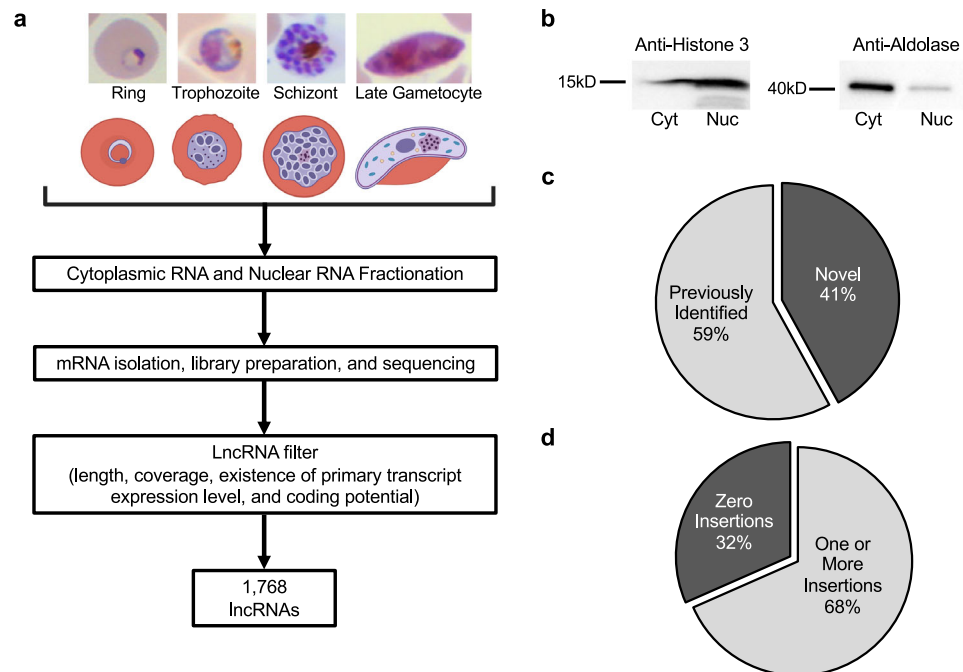 a
Ring Trophozoite Schizont Late Gametocyte
Cytoplasmic RNA and Nuclear RNA Fractionation
mRNA isolation, library preparation, and sequencing
LncRNA filter
(length, coverage, existence of primary transcript
expression level, and coding potential)
1,768
lncRNAs
b
Anti-Histone 3
15kD
Cyt Nuc
Anti-Aldolase
40kD
Cyt Nuc
c
Previously
Identified
59%
Novel
41%
d
Zero
Insertions
32%
One or
More
Insertions
68%